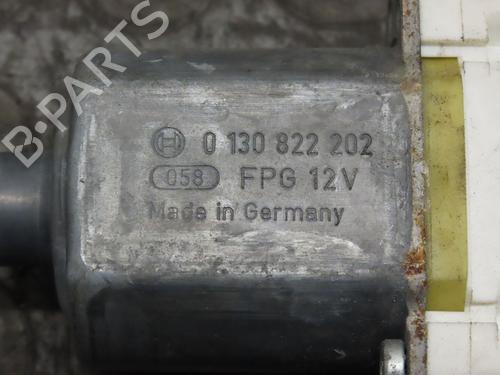 0 130 822 202
058 FPG 12V
Made in Germany
B-PARTS